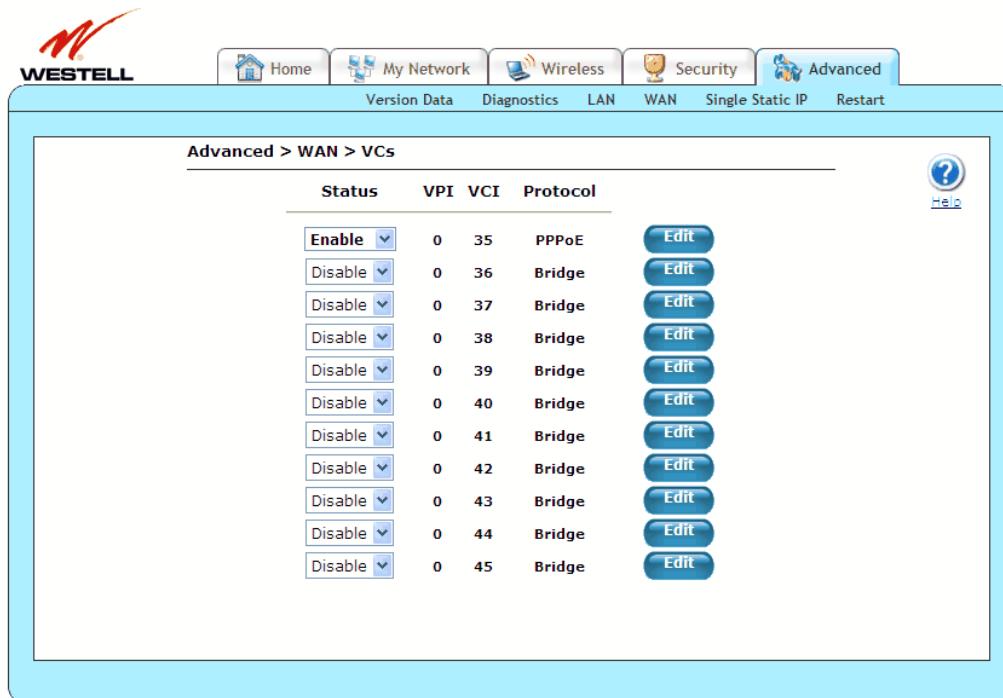 WESTELL
Home My Network Wireless Security Advanced
Version Data Diagnostics LAN WAN Single Static IP Restart
Advanced > WAN > VCs
Help
Status VPI VCI Protocol
Enable 0 35 PPPoE Edit
Disable 0 36 Bridge Edit
Disable 0 37 Bridge Edit
Disable 0 38 Bridge Edit
Disable 0 39 Bridge Edit
Disable 0 40 Bridge Edit
Disable 0 41 Bridge Edit
Disable 0 42 Bridge Edit
Disable 0 43 Bridge Edit
Disable 0 44 Bridge Edit
Disable 0 45 Bridge Edit